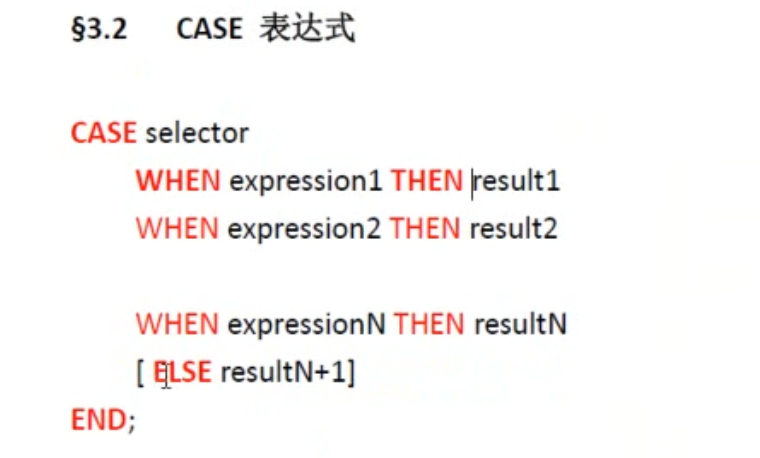 §3.2 CASE 表达式
CASE selector
WHEN expression1 THEN result1
WHEN expression2 THEN result2
WHEN expressionN THEN resultN
[ ELSE resultN+1]
END;